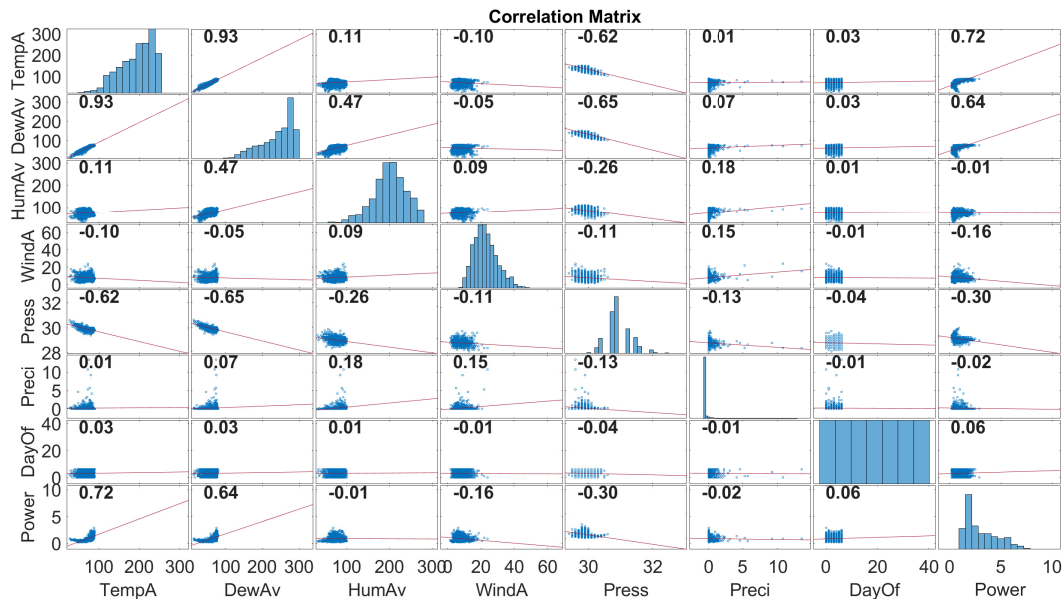 Correlation Matrix
TempA 300 200 100 0.93 0.11 -0.10 -0.62 0.01 0.03 0.72
DewAv 300 200 100 0.93 0.47 -0.05 -0.65 0.07 0.03 0.64
HumAv 300 200 100 0.11 0.47 0.09 -0.26 0.18 0.01 -0.01
WindA 60 40 20 0 -0.10 -0.05 0.09 -0.11 0.15 -0.01 -0.16
Press 32 30 28 -0.62 -0.65 -0.26 -0.11 -0.13 -0.04 -0.30
Preci 10 5 0 0.01 0.07 0.18 0.15 -0.13 -0.01 -0.02
DayOf 40 20 0 0.03 0.03 0.01 -0.01 -0.04 -0.01 0.06
Power 10 5 0 0.72 0.64 -0.01 -0.16 -0.30 -0.02 0.06
100 200 300 100 200 300 100 200 300 0 20 40 60 30 32 0 5 10 0 20 40 0 5 10
TempA DewAv HumAv WindA Press Preci DayOf Power